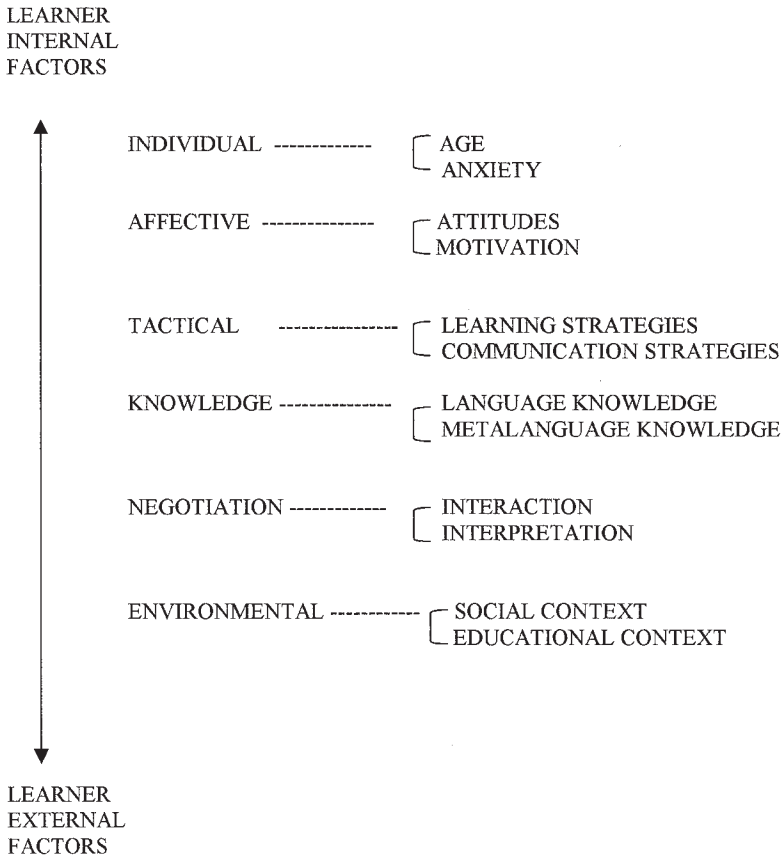 LEARNER
INTERNAL
FACTORS
INDIVIDUAL ------------- AGE
ANXIETY
AFFECTIVE --------------- ATTITUDES
MOTIVATION
TACTICAL ---------------- LEARNING STRATEGIES
COMMUNICATION STRATEGIES
KNOWLEDGE ---------------- LANGUAGE KNOWLEDGE
METALANGUAGE KNOWLEDGE
NEGOTIATION ------------- INTERACTION
INTERPRETATION
ENVIRONMENTAL ------------ SOCIAL CONTEXT
EDUCATIONAL CONTEXT
LEARNER
EXTERNAL
FACTORS